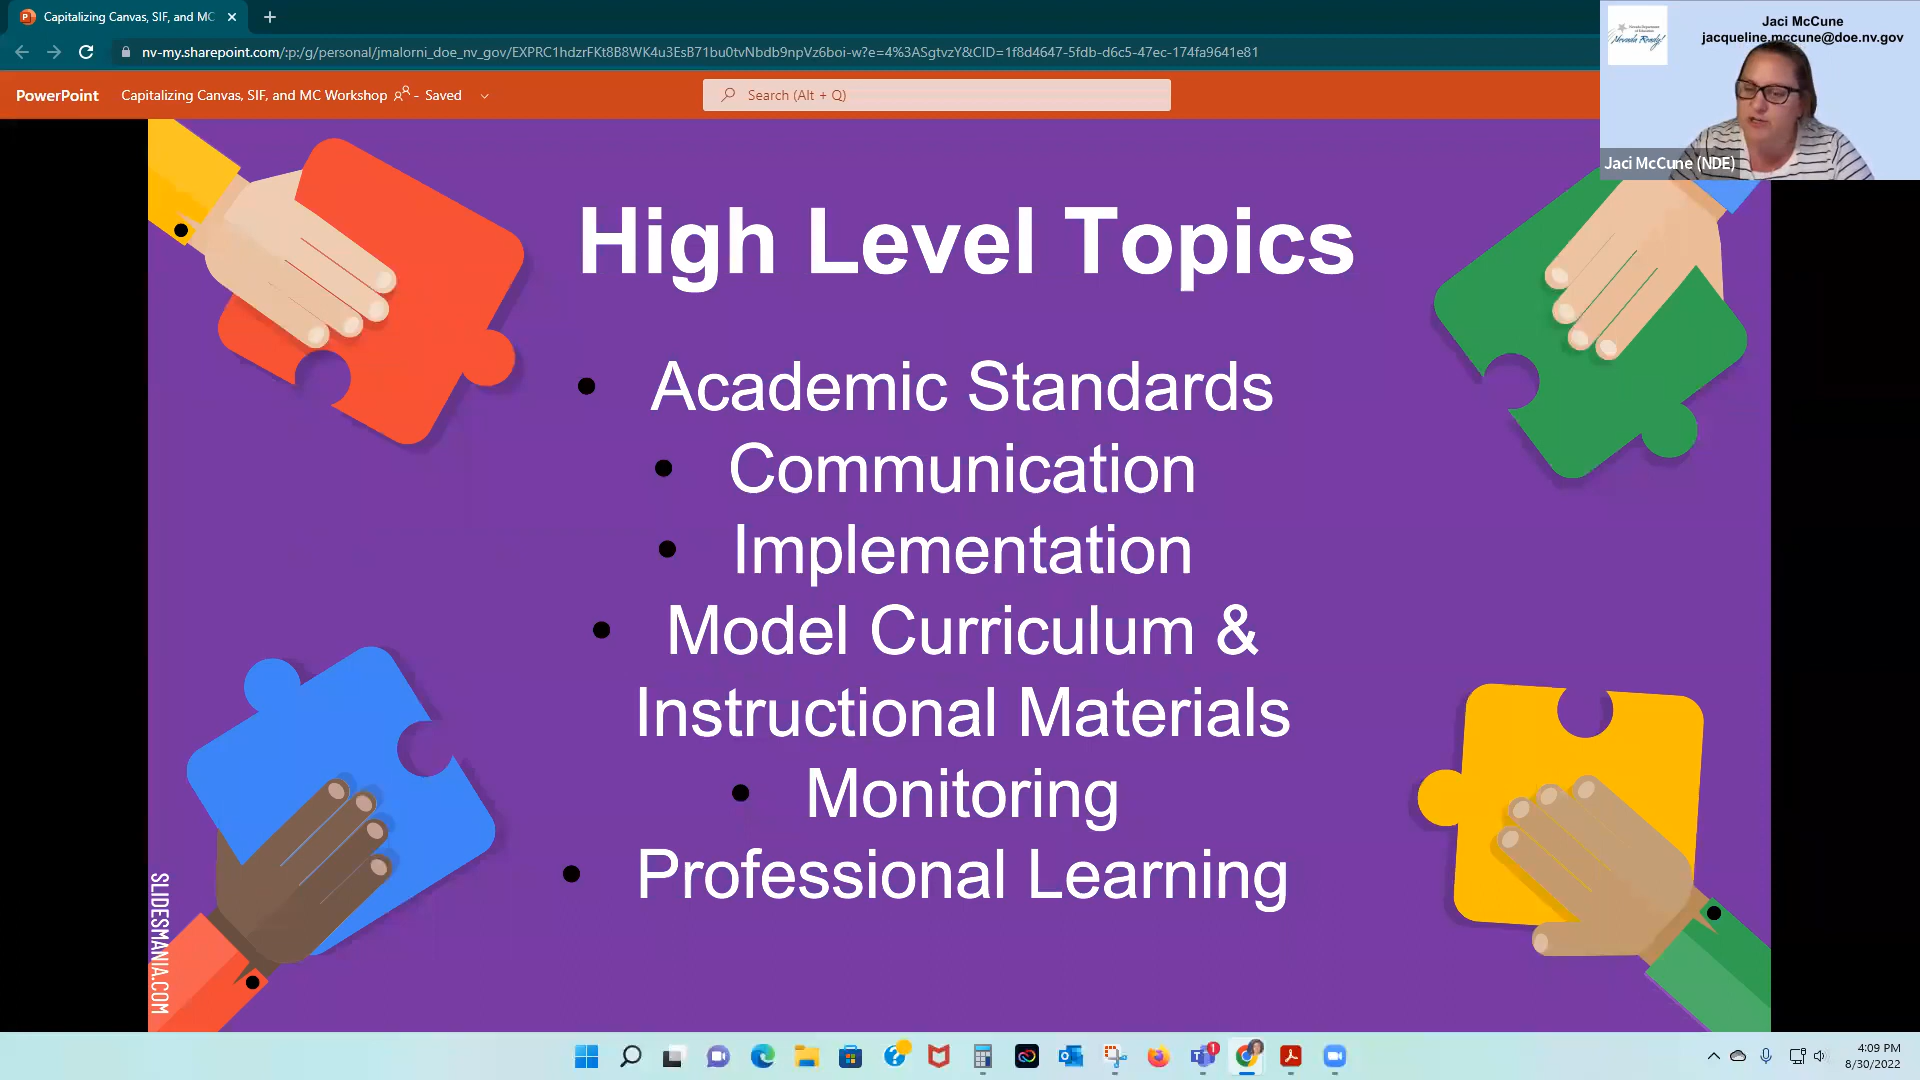 Capitalizing Canvas, SIF, and MC
nv-my.sharepoint.com/:p:/g/personal/jmalorni_doe_nv_gov/EXPRC1hdzrFKt8B8WK4u3EsB71bu0tvNbdb9npVz6boi-w?e=4%3ASgtvzY&CID=1f8d4647-5fdb-d6c5-47ec-174fa9641e81
PowerPoint
Capitalizing Canvas, SIF, and MC Workshop - Saved
Search (Alt + Q)
Nevada Ready!
Jaci McCune
jacqueline.mccune@doe.nv.gov
Jaci McCune (NDE)
High Level Topics
• Academic Standards
• Communication
• Implementation
• Model Curriculum &
Instructional Materials
• Monitoring
• Professional Learning
SLIDESMANIA.COM
1
4:09 PM
8/30/2022